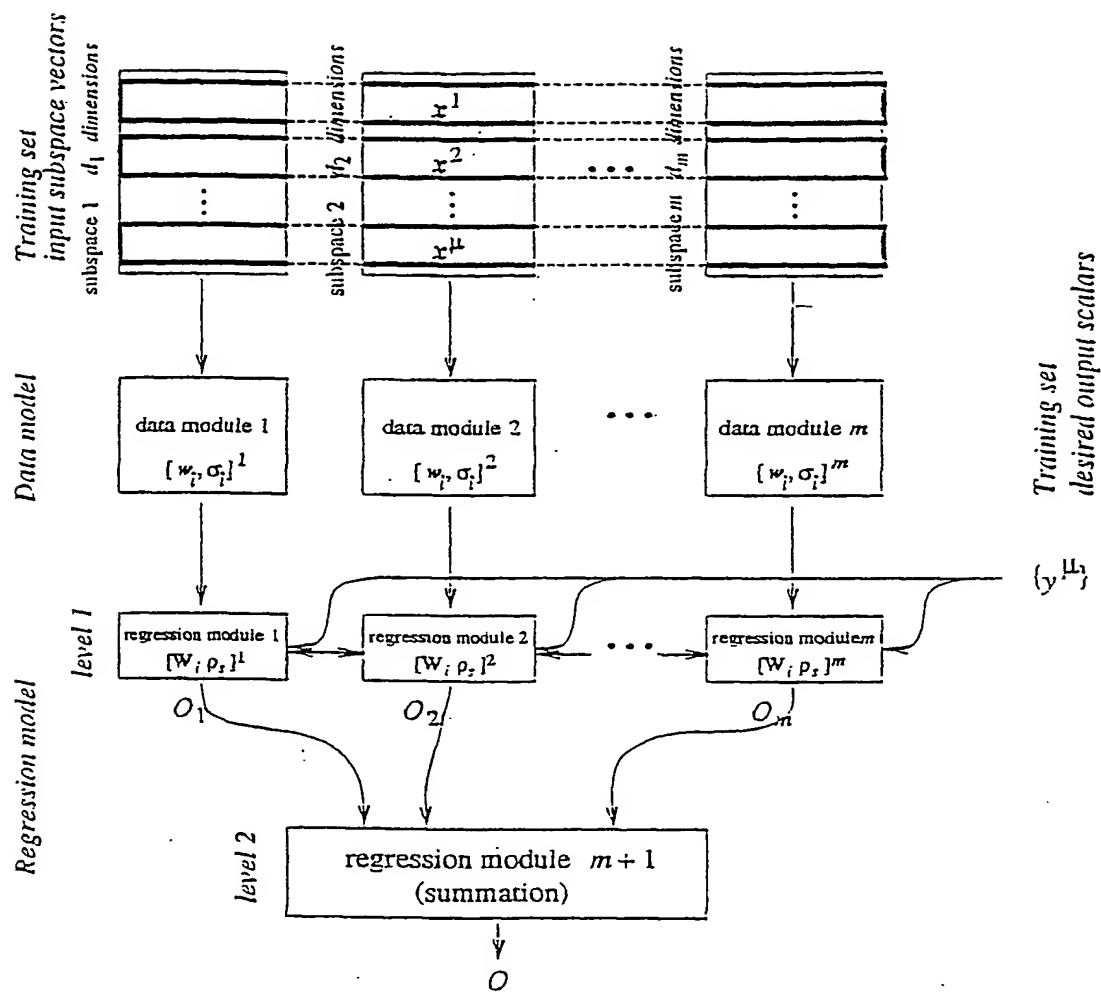 Training set
input subspace vectors
subspace 1 d₁ dimensions
subspace 2 d₂ dimensions
subspace m dₘ dimensions
x¹
x²
...
⋮
⋮
⋮
x^μ
Data model
data module 1
[ wᵢ, σᵢ]¹
data module 2
[ wᵢ, σᵢ]²
...
data module m
[ wᵢ, σᵢ]^m
Training set
desired output scalars
{y^μ}
Regression model
level 1
regression module 1
[Wᵢ ρₛ]¹
regression module 2
[Wᵢ ρₛ]²
...
regression module m
[Wᵢ ρₛ]^m
O₁
O₂
Oₘ
level 2
regression module m + 1
(summation)
O